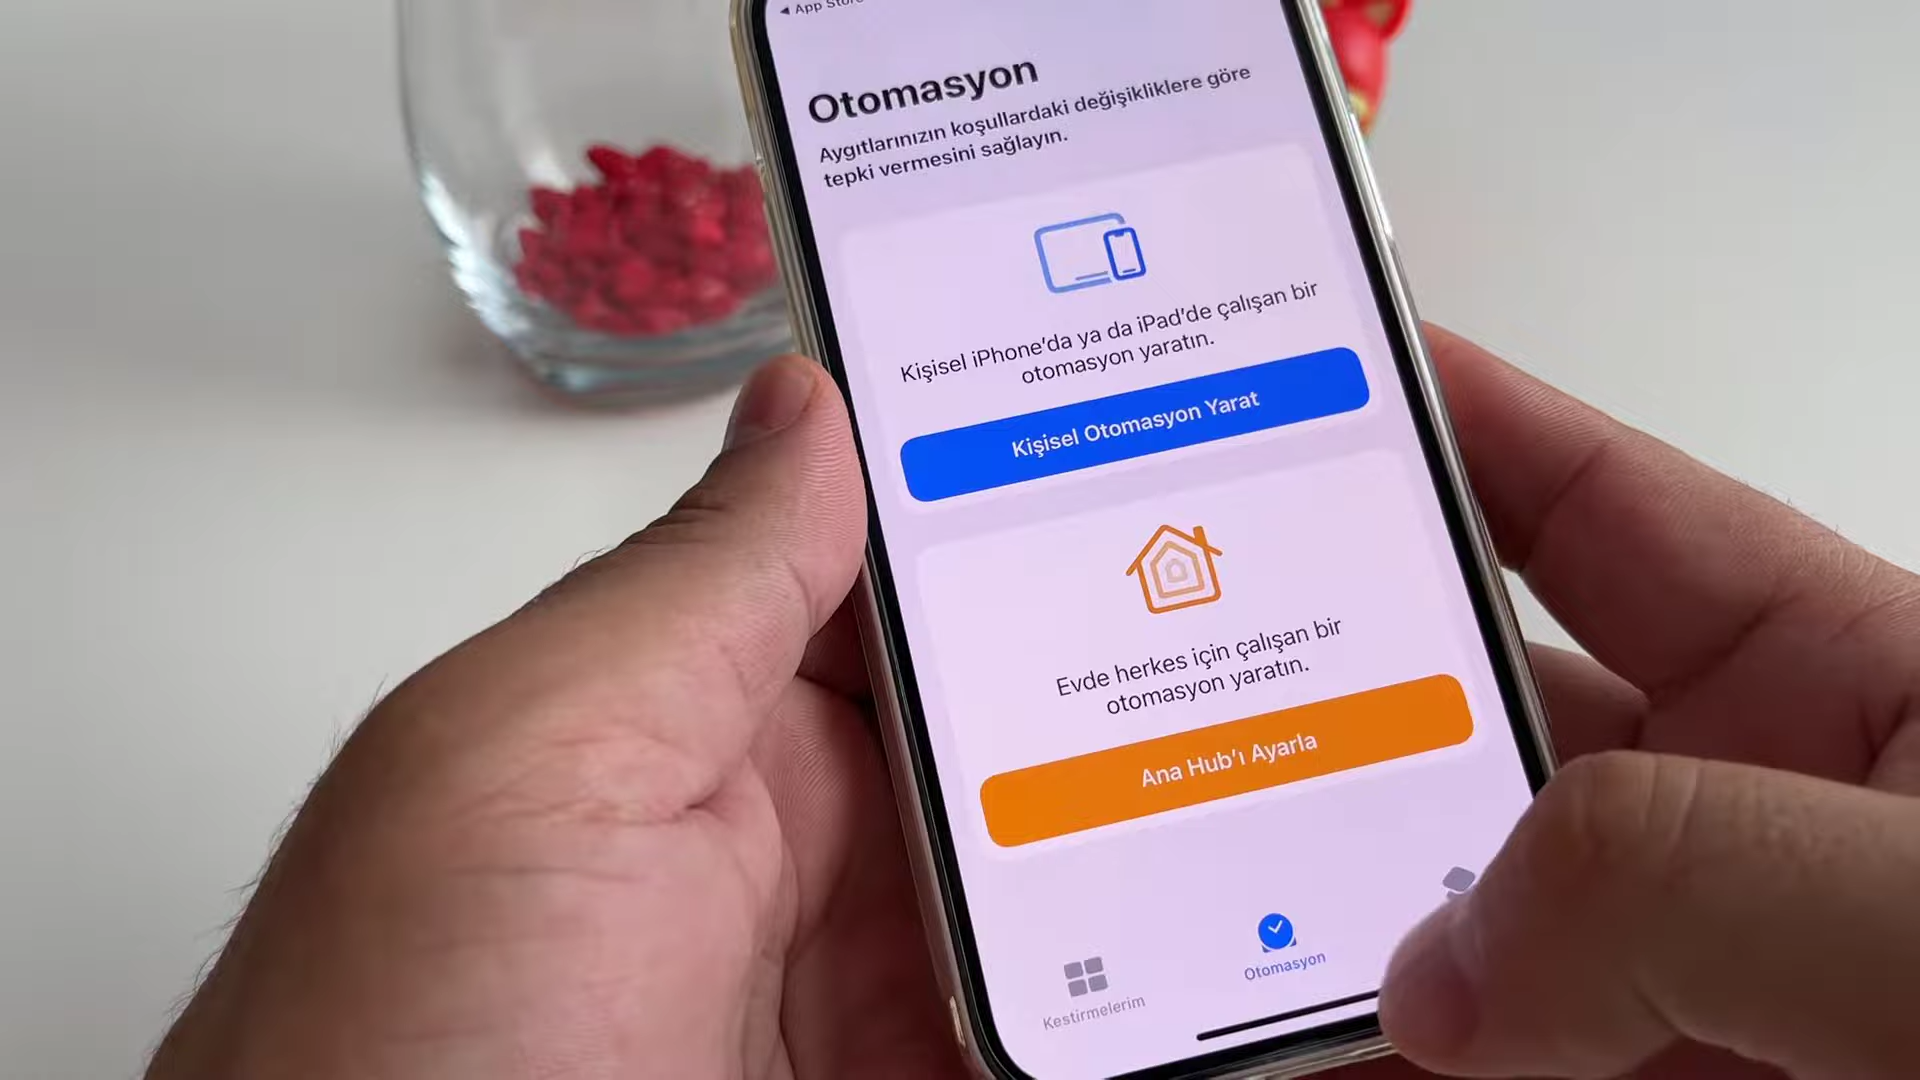 App Store
Otomasyon
Aygıtlarınızın koşullardaki değişikliklere göre
tepki vermesini sağlayın.
Kişisel iPhone'da ya da iPad'de çalışan bir
otomasyon yaratın.
Kişisel Otomasyon Yarat
Evde herkes için çalışan bir
otomasyon yaratın.
Ana Hub'ı Ayarla
Kestirmelerim
Otomasyon